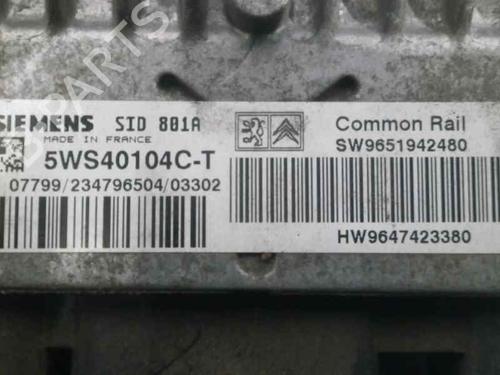 SIEMENS SID 801A
MADE IN FRANCE
5WS40104C-T
07799/234796504/03302
Common Rail
SW9651942480
HW9647423380